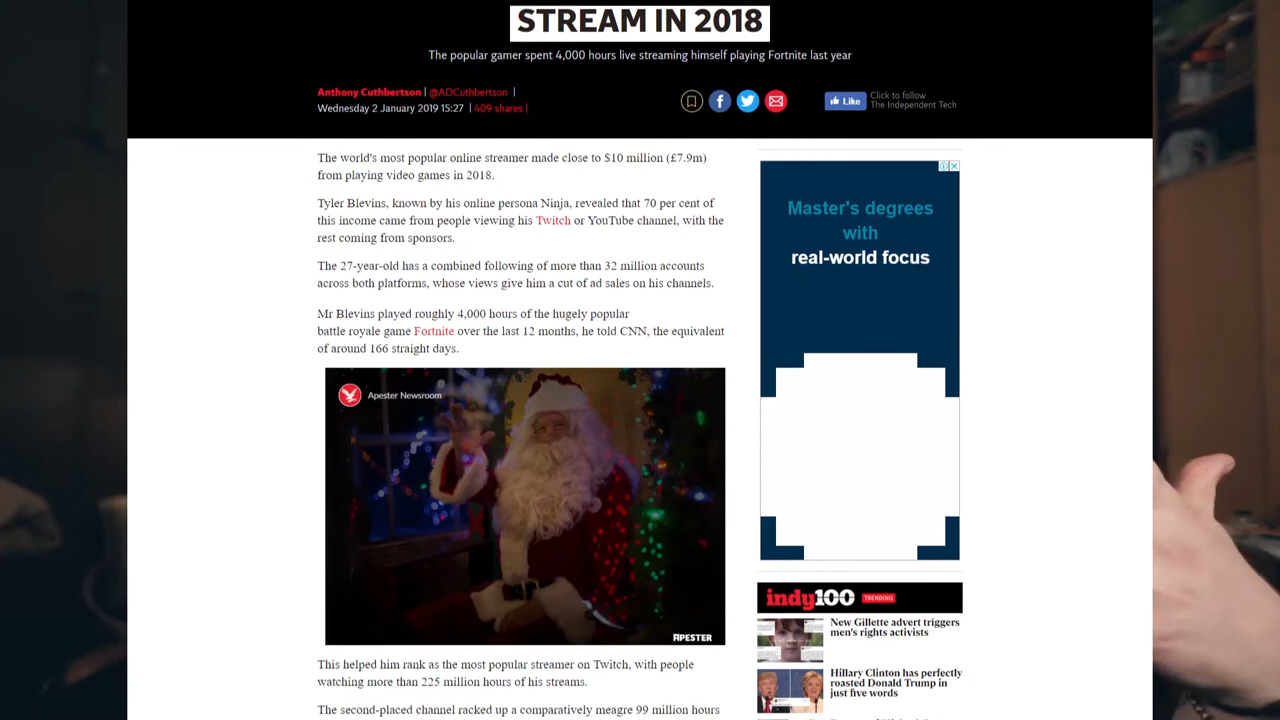 STREAM IN 2018
The popular gamer spent 4,000 hours live streaming himself playing Fortnite last year
Anthony Cuthbertson | @ADCuthbertson |
Wednesday 2 January 2019 15:27 | 409 shares |
Like
Click to follow
The Independent Tech
The world's most popular online streamer made close to $10 million (£7.9m)
from playing video games in 2018.
Tyler Blevins, known by his online persona Ninja, revealed that 70 per cent of
this income came from people viewing his Twitch or YouTube channel, with the
rest coming from sponsors.
The 27-year-old has a combined following of more than 32 million accounts
across both platforms, whose views give him a cut of ad sales on his channels.
Mr Blevins played roughly 4,000 hours of the hugely popular
battle royale game Fortnite over the last 12 months, he told CNN, the equivalent
of around 166 straight days.
Apester Newsroom
APESTER
This helped him rank as the most popular streamer on Twitch, with people
watching more than 225 million hours of his streams.
The second-placed channel racked up a comparatively meagre 99 million hours
Master's degrees
with
real-world focus
indy100 TRENDING
New Gillette advert triggers
men's rights activists
Hillary Clinton has perfectly
roasted Donald Trump in
just five words